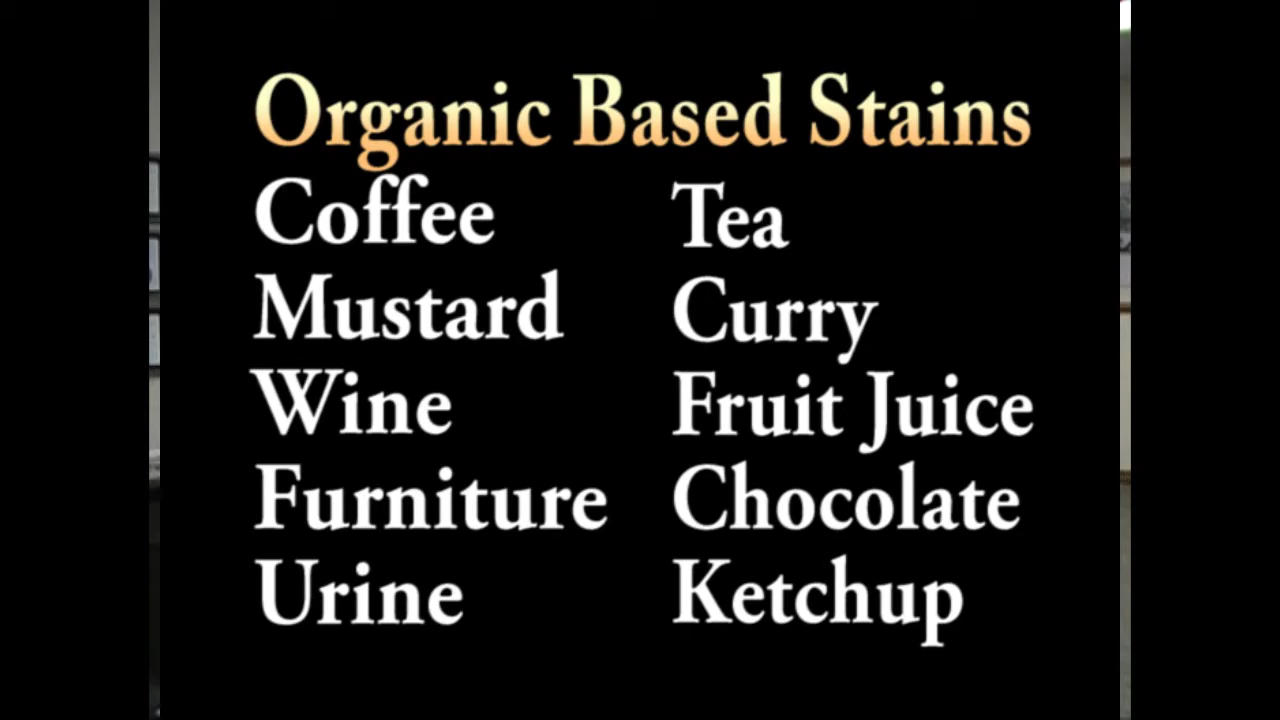 Organic Based Stains
Coffee Tea
Mustard Curry
Wine Fruit Juice
Furniture Chocolate
Urine Ketchup